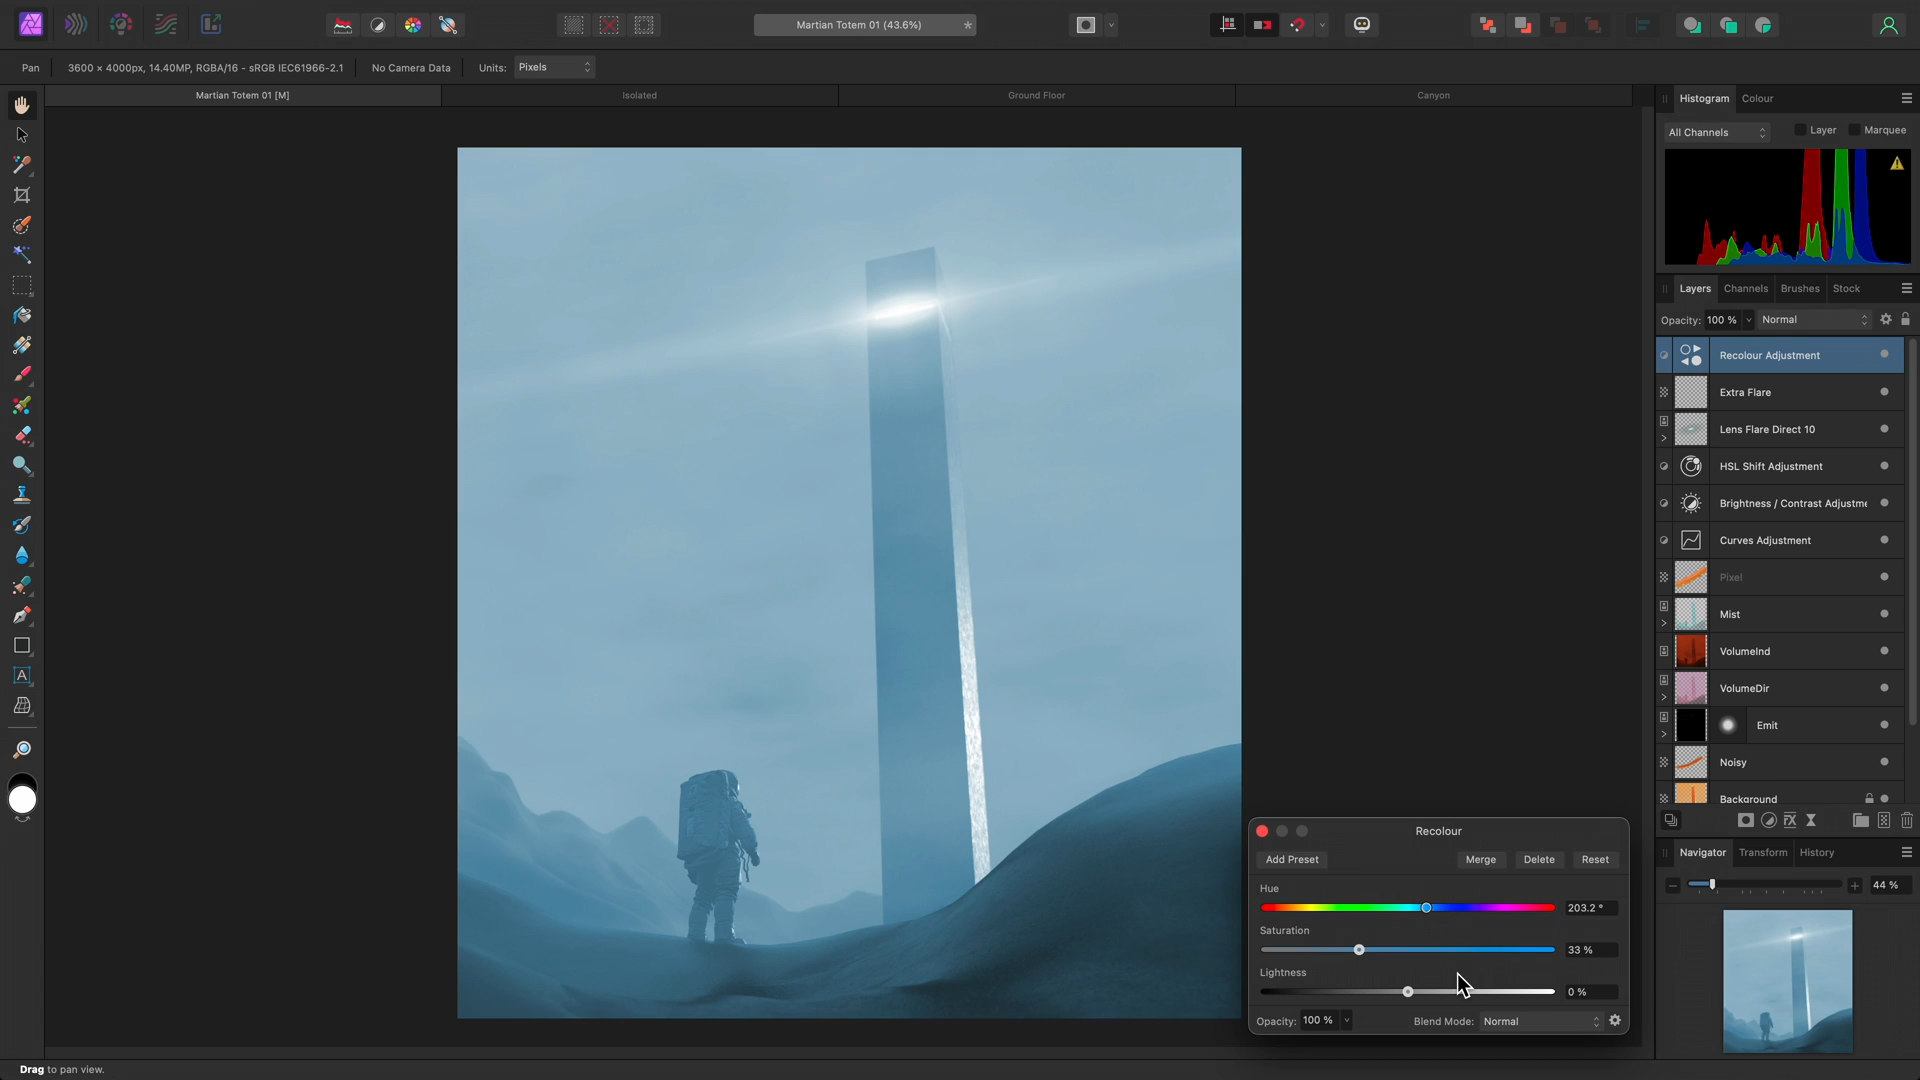 Martian Totem 01 (43.6%)
*
Pan
3600 × 4000px, 14.40MP, RGBA/16 - sRGB IEC61966-2.1
No Camera Data
Units:
Pixels
Martian Totem 01 [M]
Isolated
Ground Floor
Canyon
Histogram
Colour
All Channels
Layer
Marquee
Layers
Channels
Brushes
Stock
Opacity:
100 %
Normal
Recolour Adjustment
Extra Flare
Lens Flare Direct 10
HSL Shift Adjustment
Brightness / Contrast Adjustme
Curves Adjustment
Pixel
Mist
VolumeInd
VolumeDir
Emit
Noisy
Background
Navigator
Transform
History
44 %
Recolour
Add Preset
Merge
Delete
Reset
Hue
203.2 °
Saturation
33 %
Lightness
0 %
Opacity:
100 %
Blend Mode:
Normal
A
Drag to pan view.